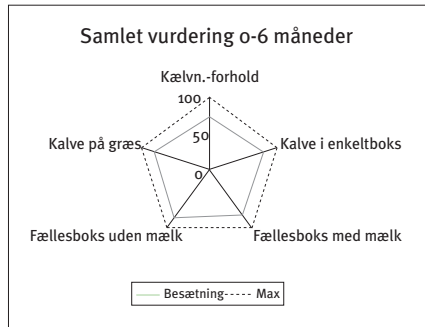 Samlet vurdering 0-6 måneder
Kælvn.-forhold
100
50
0
Kalve på græs
Kalve i enkeltboks
Fællesboks uden mælk
Fællesboks med mælk
Besætning
Max